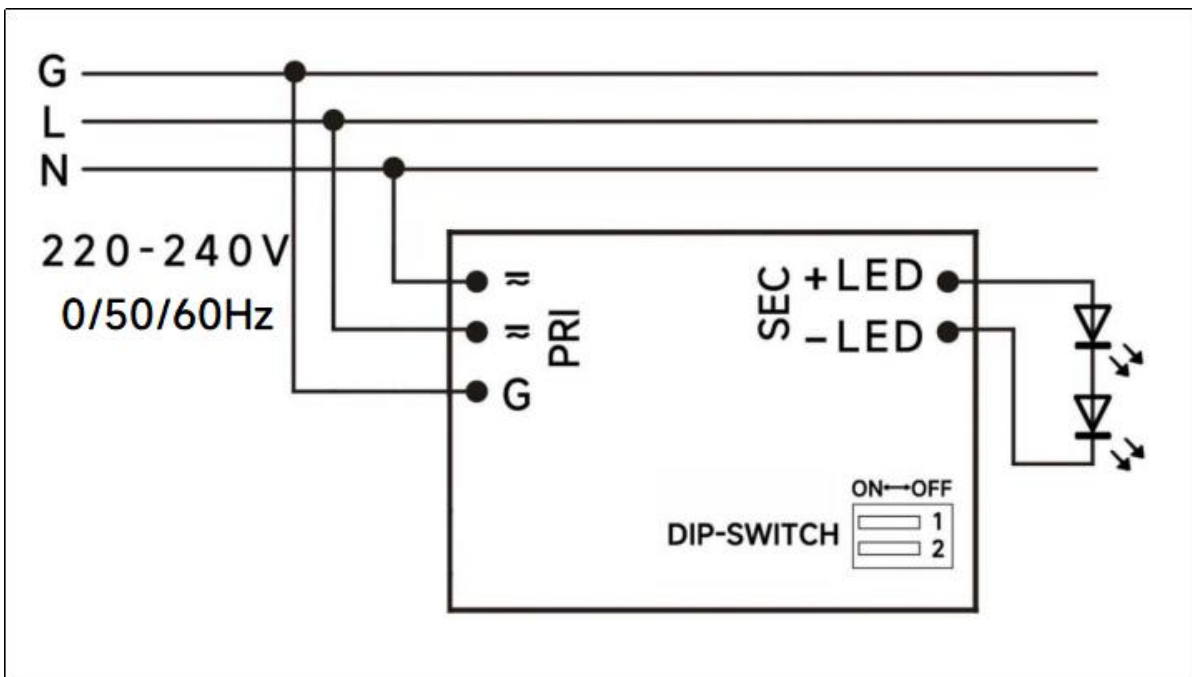 G
L
N
220-240V
0/50/60Hz
≂
≂
G
PRI
SEC
+LED
-LED
ON↔OFF
DIP-SWITCH
1
2